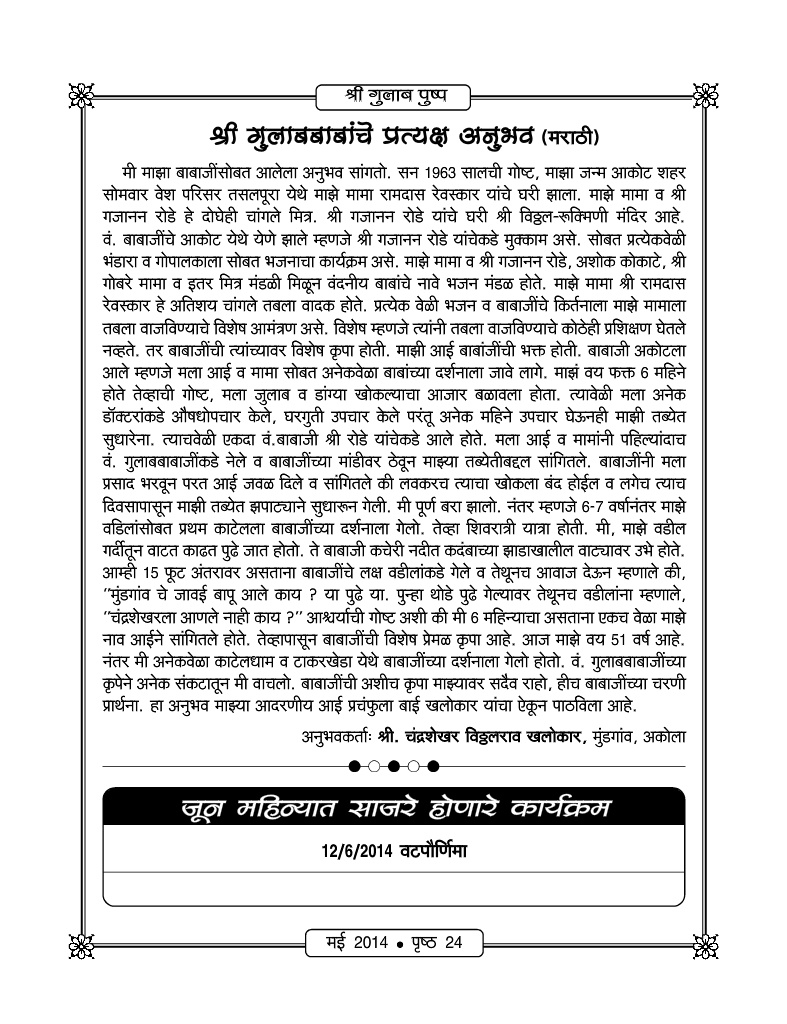 श्री गुलाब पुष्प
श्री गुलाबबाबांचे प्रत्यक्ष अनुभव (मराठी)
मी माझा बाबाजींसोबत आलेला अनुभव सांगतो. सन 1963 सालची गोष्ट, माझा जन्म आकोट शहर
सोमवार वेश परिसर तसलपूरा येथे माझे मामा रामदास रेवस्कार यांचे घरी झाला. माझे मामा व श्री
गजानन रोडे हे दोघेही चांगले मित्र. श्री गजानन रोडे यांचे घरी श्री विठ्ठल-रूक्मिणी मंदिर आहे.
वं. बाबाजींचे आकोट येथे येणे झाले म्हणजे श्री गजानन रोडे यांचेकडे मुक्काम असे. सोबत प्रत्येकवेळी
भंडारा व गोपालकाला सोबत भजनाचा कार्यक्रम असे. माझे मामा व श्री गजानन रोडे, अशोक कोकाटे, श्री
गोबरे मामा व इतर मित्र मंडळी मिळून वंदनीय बाबांचे नावे भजन मंडळ होते. माझे मामा श्री रामदास
रेवस्कार हे अतिशय चांगले तबला वादक होते. प्रत्येक वेळी भजन व बाबाजींचे किर्तनाला माझे मामाला
तबला वाजविण्याचे विशेष आमंत्रण असे. विशेष म्हणजे त्यांनी तबला वाजविण्याचे कोठेही प्रशिक्षण घेतले
नव्हते. तर बाबाजींची त्यांच्यावर विशेष कृपा होती. माझी आई बाबांजींची भक्त होती. बाबाजी अकोटला
आले म्हणजे मला आई व मामा सोबत अनेकवेळा बाबांच्या दर्शनाला जावे लागे. माझं वय फक्त 6 महिने
होते तेव्हाची गोष्ट, मला जुलाब व डांग्या खोकल्याचा आजार बळावला होता. त्यावेळी मला अनेक
डॉक्टरांकडे औषधोपचार केले, घरगुती उपचार केले परंतू अनेक महिने उपचार घेऊनही माझी तब्येत
सुधारेना. त्याचवेळी एकदा वं.बाबाजी श्री रोडे यांचेकडे आले होते. मला आई व मामांनी पहिल्यांदाच
वं. गुलाबबाबाजींकडे नेले व बाबाजींच्या मांडीवर ठेवून माझ्या तब्येतीबद्दल सांगितले. बाबाजींनी मला
प्रसाद भरवून परत आई जवळ दिले व सांगितले की लवकरच त्याचा खोकला बंद होईल व लगेच त्याच
दिवसापासून माझी तब्येत झपाट्याने सुधारून गेली. मी पूर्ण बरा झालो. नंतर म्हणजे 6-7 वर्षानंतर माझे
वडिलांसोबत प्रथम काटेलला बाबाजींच्या दर्शनाला गेलो. तेव्हा शिवरात्री यात्रा होती. मी, माझे वडील
गर्दीतून वाटत काढत पुढे जात होतो. ते बाबाजी कचेरी नदीत कदंबाच्या झाडाखालील वाट्यावर उभे होते.
आम्ही 15 फूट अंतरावर असताना बाबाजींचे लक्ष वडीलांकडे गेले व तेथूनच आवाज देऊन म्हणाले की,
"मुंडगांव चे जावई बापू आले काय ? या पुढे या. पुन्हा थोडे पुढे गेल्यावर तेथूनच वडीलांना म्हणाले,
"चंद्रशेखरला आणले नाही काय ?" आश्चर्याची गोष्ट अशी की मी 6 महिन्याचा असताना एकच वेळा माझे
नाव आईने सांगितले होते. तेव्हापासून बाबाजींची विशेष प्रेमळ कृपा आहे. आज माझे वय 51 वर्ष आहे.
नंतर मी अनेकवेळा काटेलधाम व टाकरखेडा येथे बाबाजींच्या दर्शनाला गेलो होतो. वं. गुलाबबाबाजींच्या
कृपेने अनेक संकटातून मी वाचलो. बाबाजींची अशीच कृपा माझ्यावर सदैव राहो, हीच बाबाजींच्या चरणी
प्रार्थना. हा अनुभव माझ्या आदरणीय आई प्रचंफुला बाई खलोकार यांचा ऐकून पाठविला आहे.
अनुभवकर्ताः श्री. चंद्रशेखर विठ्ठलराव खलोकार, मुंडगांव, अकोला
जून महिन्यात साजरे होणारे कार्यक्रम
12/6/2014 वटपौर्णिमा
मई 2014 • पृष्ठ 24